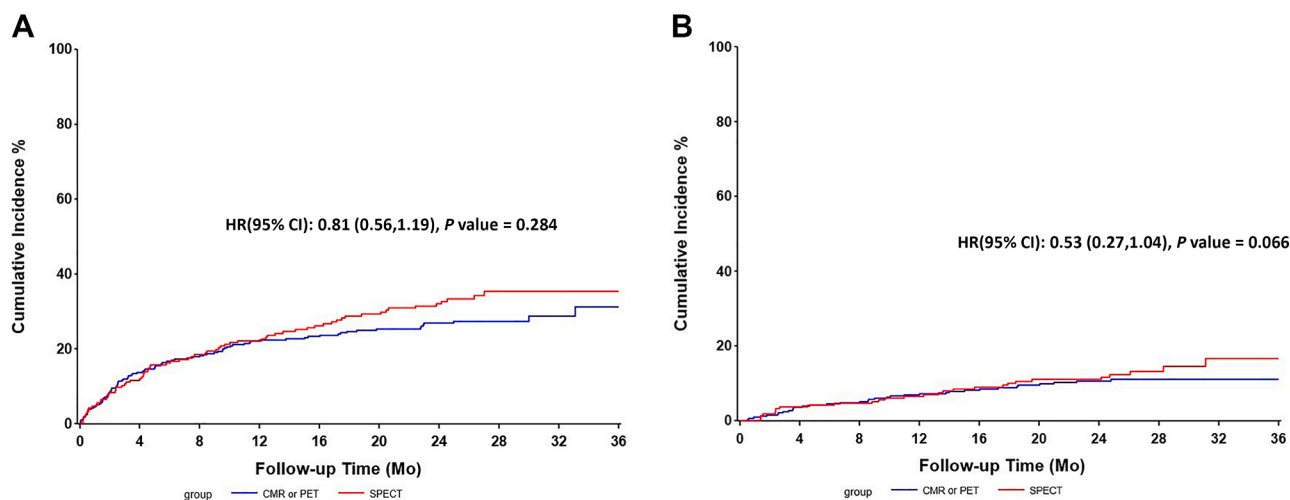 A
Cumulative Incidence %
100
80
60
40
20
0
HR(95% CI): 0.81 (0.56,1.19), P value = 0.284
0 4 8 12 16 20 24 28 32 36
Follow-up Time (Mo)
group CMR or PET SPECT
B
Cumulative Incidence %
100
80
60
40
20
0
HR(95% CI): 0.53 (0.27,1.04), P value = 0.066
0 4 8 12 16 20 24 28 32 36
Follow-up Time (Mo)
group CMR or PET SPECT